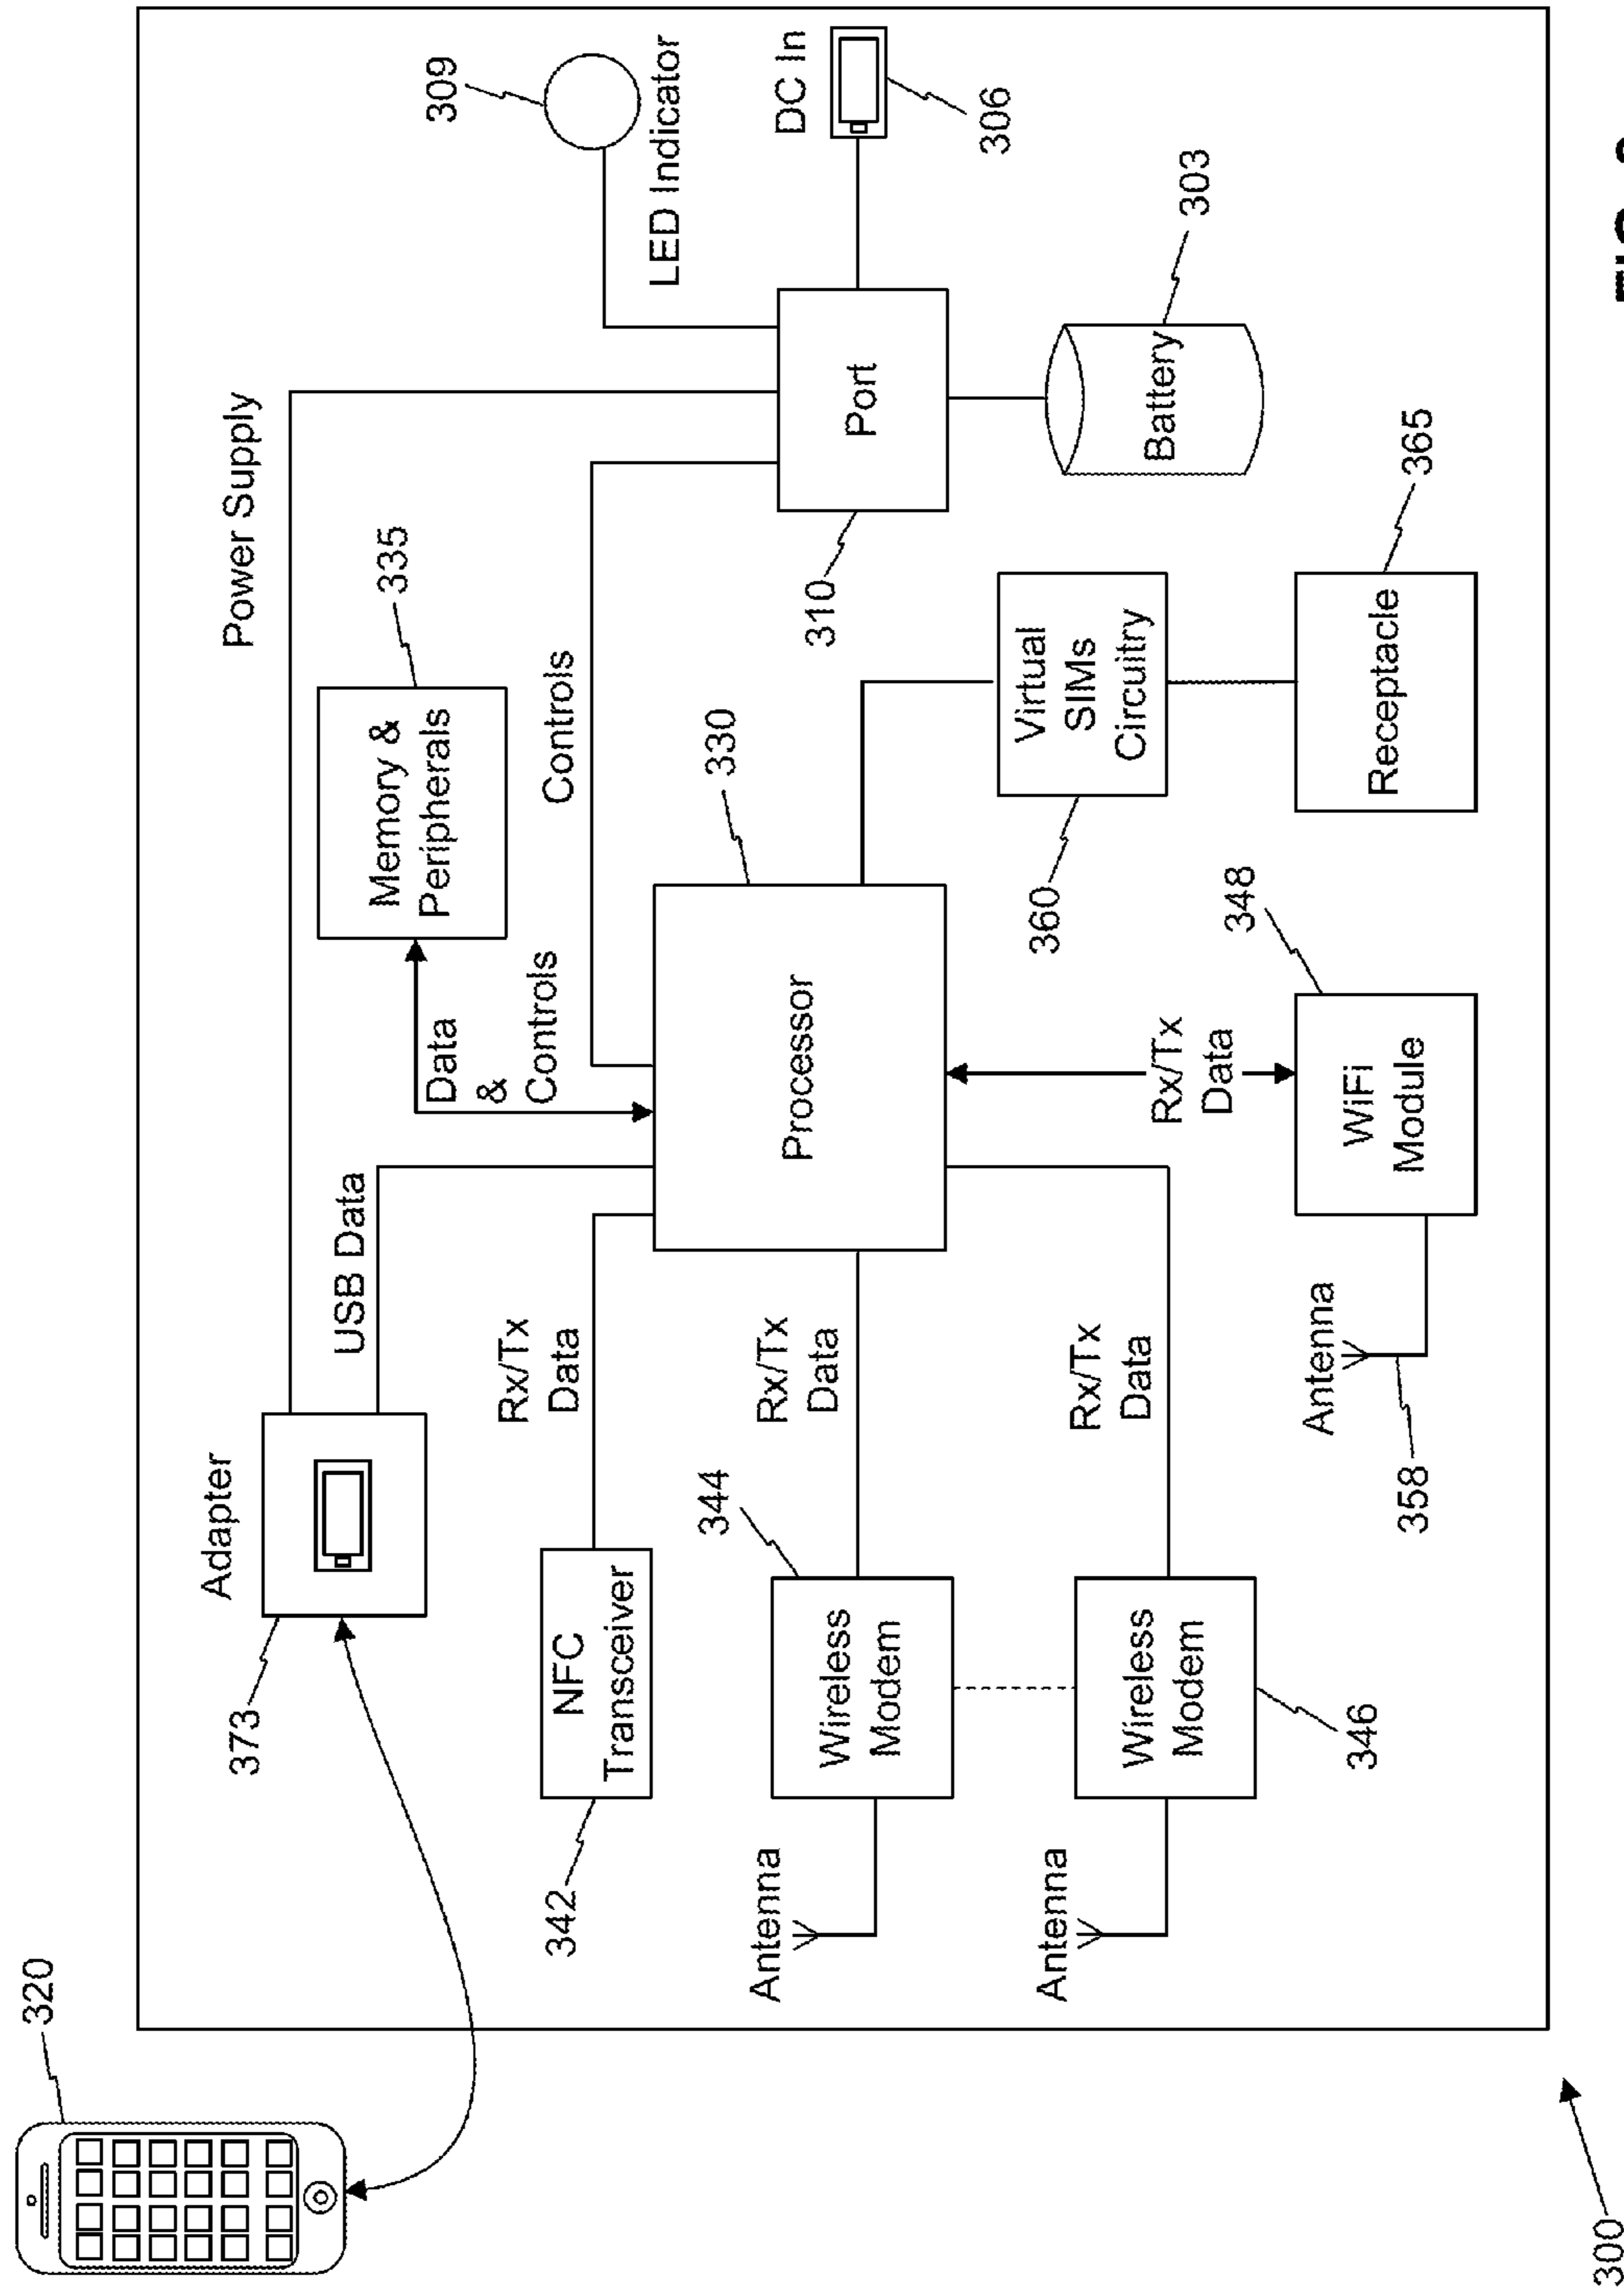 320
300
Adapter
373
USB Data
Power Supply
309
LED Indicator
DC In
306
Memory &
Peripherals
335
Data
&
Controls
Controls
NFC
Transceiver
342
Rx/Tx
Data
Processor
330
Port
310
Battery
303
Antenna
Wireless
Modem
344
Rx/Tx
Data
Antenna
Wireless
Modem
346
Rx/Tx
Data
Virtual
SIMs
Circuitry
360
Receptacle
365
Rx/Tx
Data
WiFi
Module
348
Antenna
358